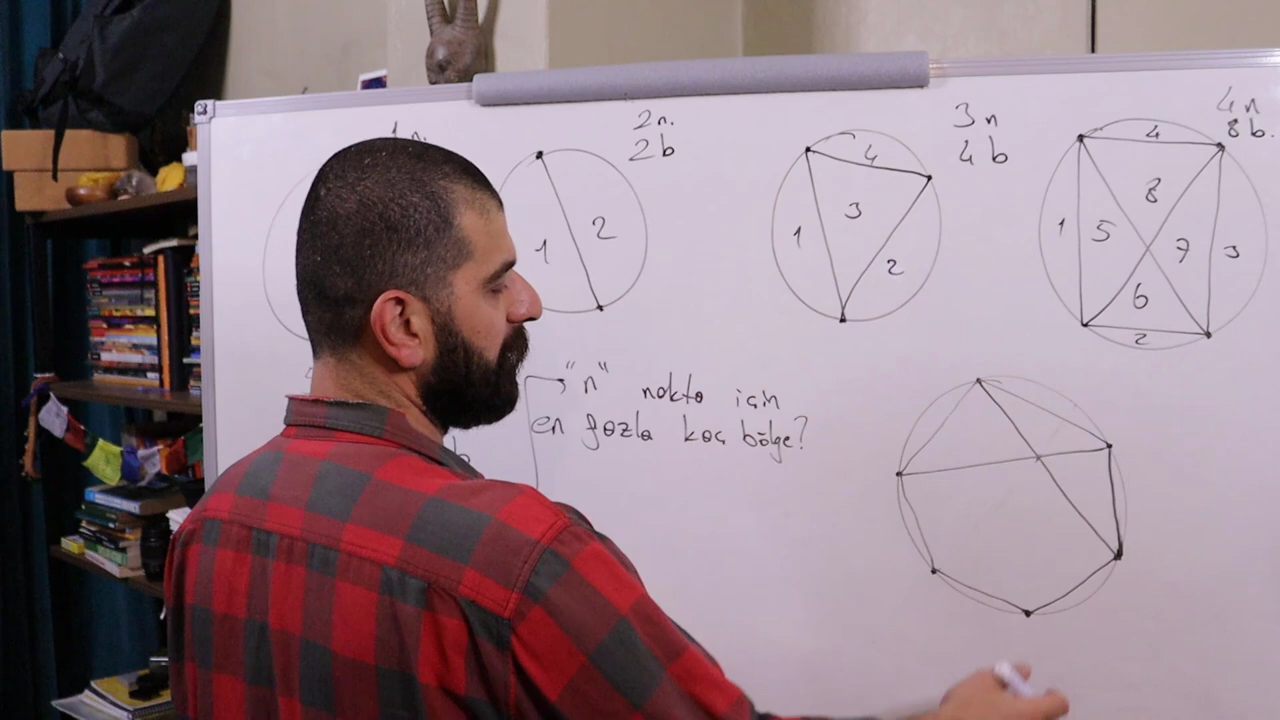 2n.
2b
1
2
3n
4b
4
3
1
2
4n
8b.
4
8
1
5
7
3
6
2
"n" nokta için
en fazla kaç bölge?